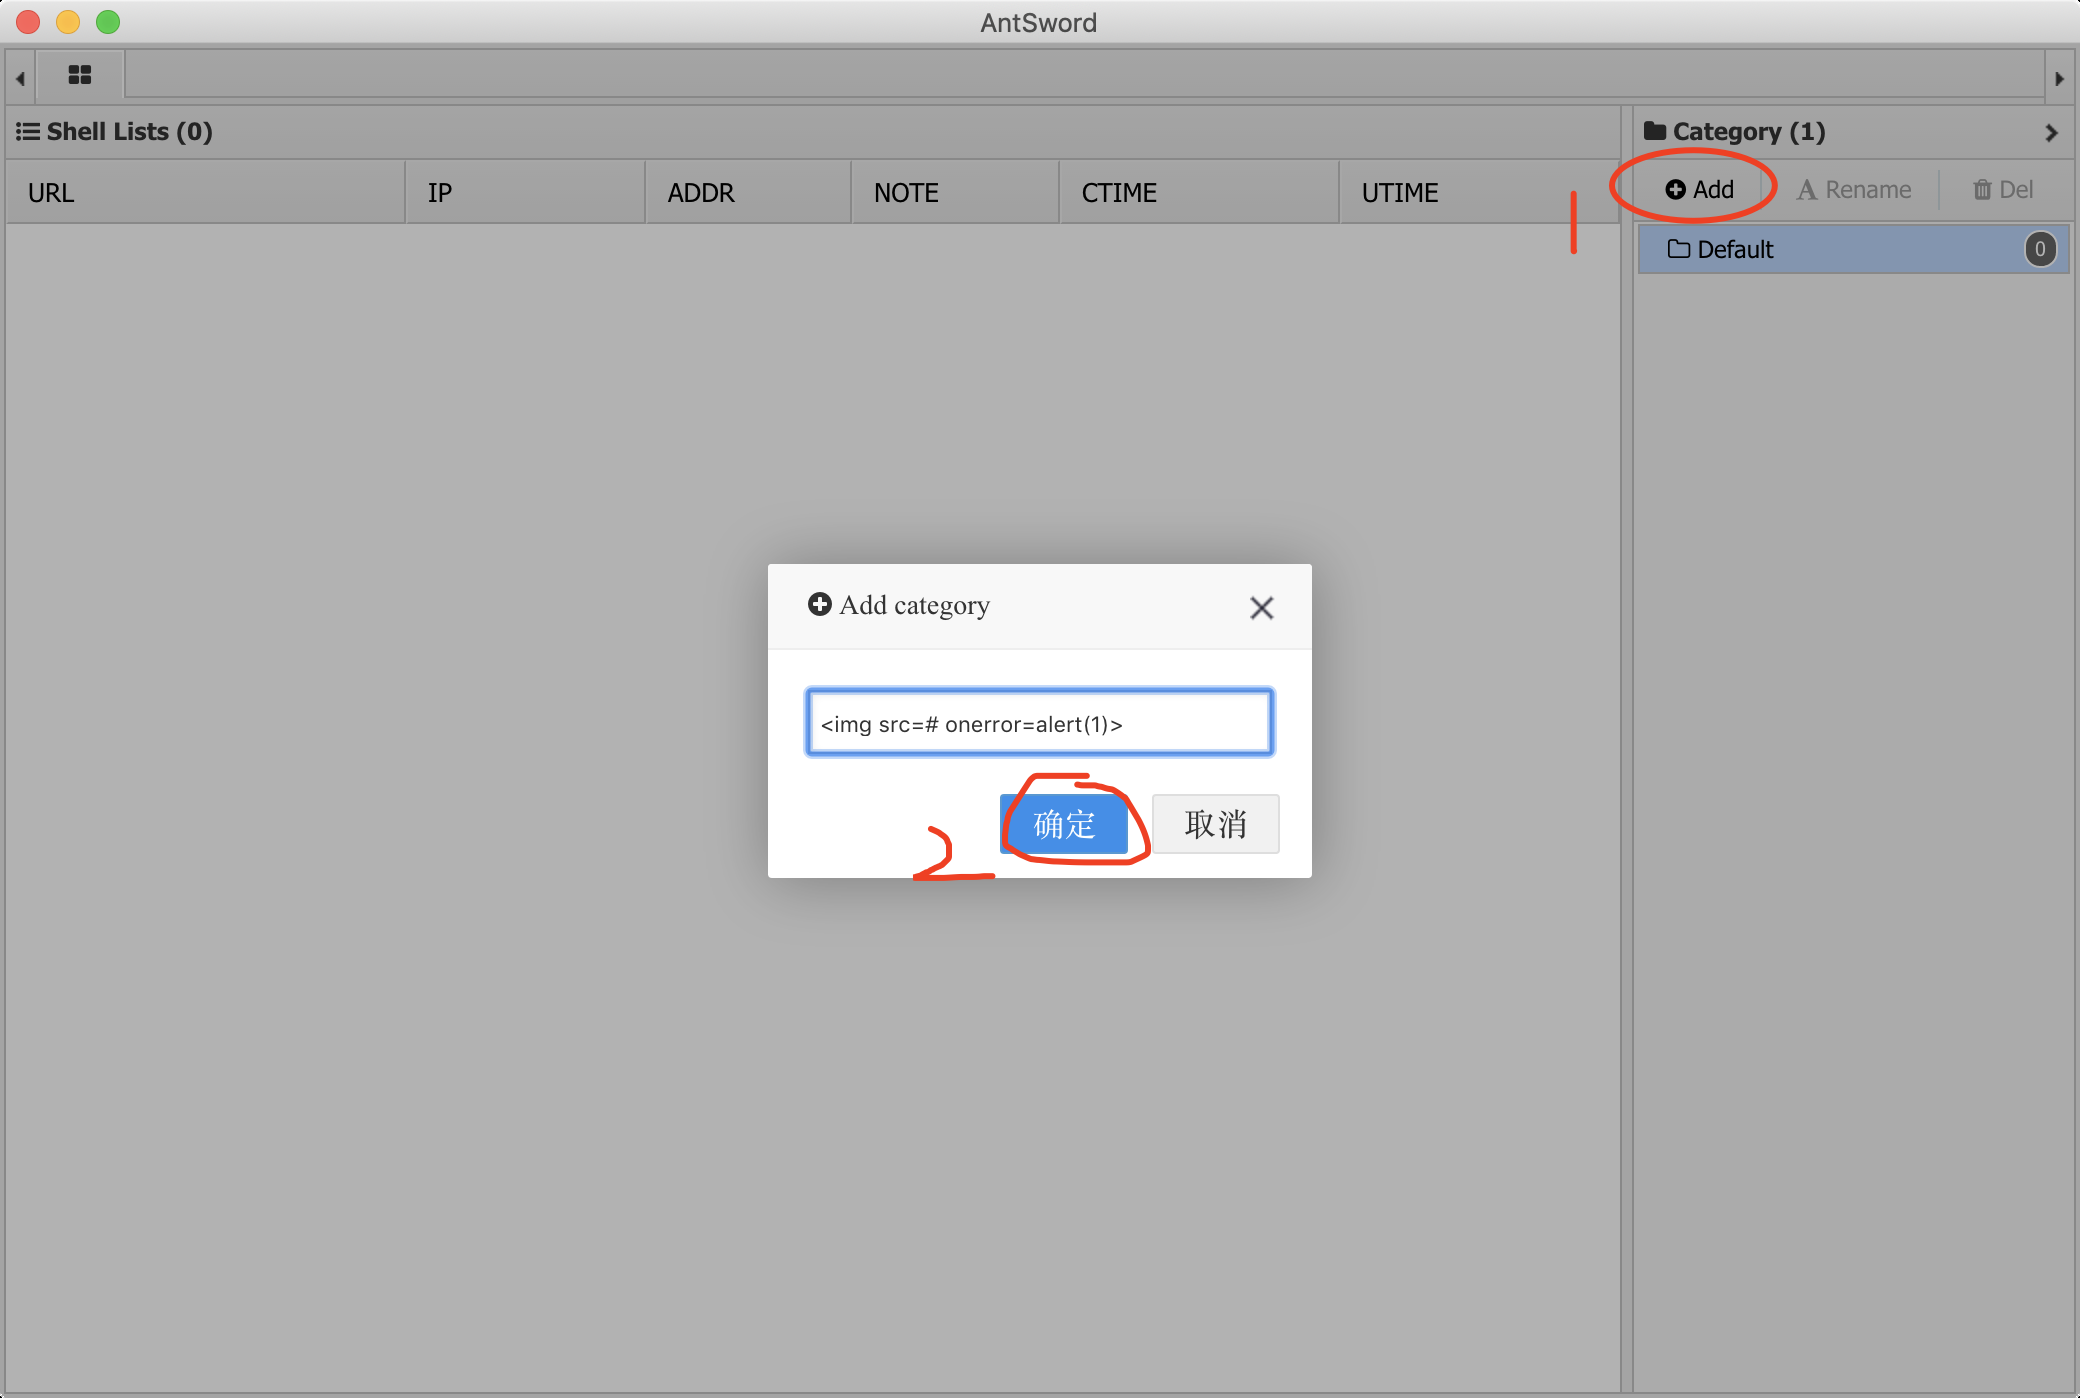 AntSword
Shell Lists (0)
Category (1)
URL IP ADDR NOTE CTIME UTIME
1
Add Rename Del
Default 0
Add category
<img src=# onerror=alert(1)>
2
确定 取消